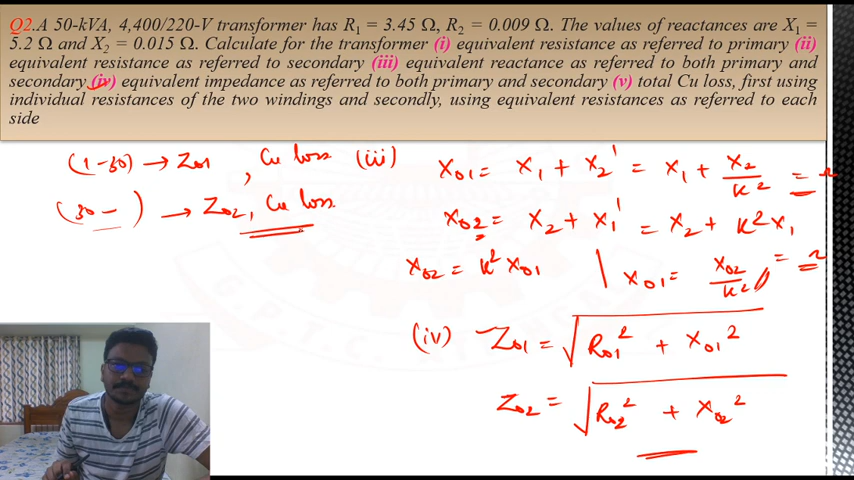 Q2.A 50-kVA, 4,400/220-V transformer has R₁ = 3.45 Ω, R₂ = 0.009 Ω. The values of reactances are X₁ =
5.2 Ω and X₂ = 0.015 Ω. Calculate for the transformer (i) equivalent resistance as referred to primary (ii)
equivalent resistance as referred to secondary (iii) equivalent reactance as referred to both primary and
secondary (iv) equivalent impedance as referred to both primary and secondary (v) total Cu loss, first using
individual resistances of the two windings and secondly, using equivalent resistances as referred to each
side
(1-30) → Z01, Cu loss
(30- ) → Z02, Cu loss
(iii) X01 = X1 + X2' = X1 + X2/K² =
X02 = X2 + X1' = X2 + K²X1
X02 = K² X01 | X01 = X02/K² =
(iv) Z01 = √(R01² + X01²)
Z02 = √(R02² + X02²)